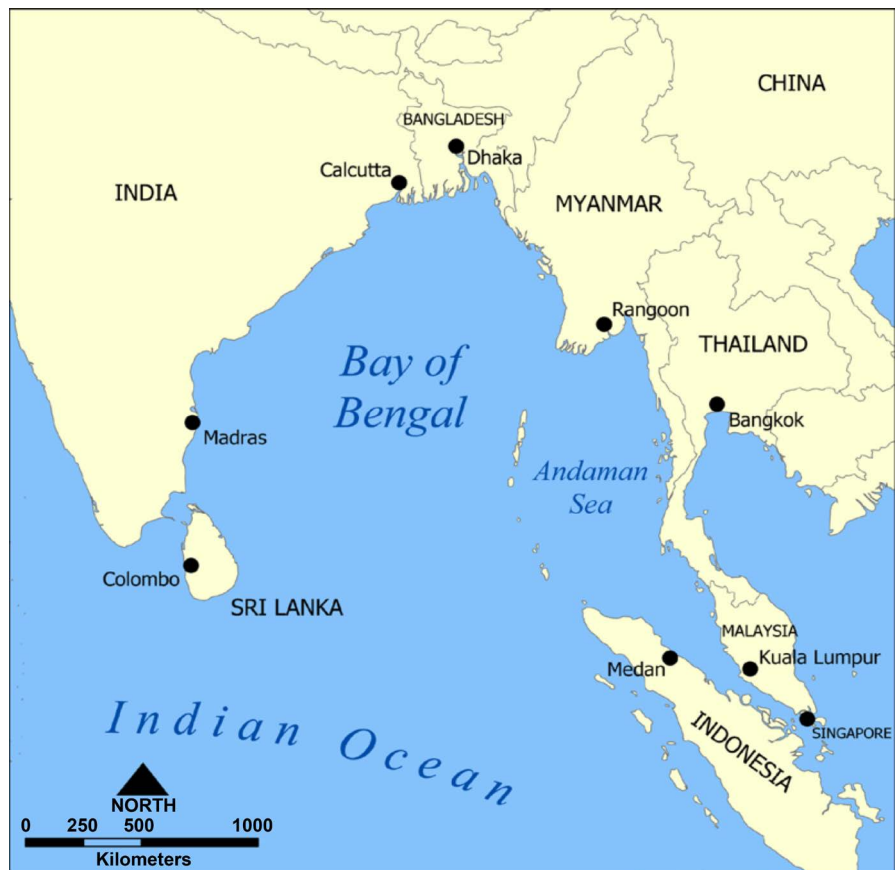 CHINA
BANGLADESH
Dhaka
Calcutta
INDIA
MYANMAR
Rangoon
THAILAND
Bay of
Bengal
Bangkok
Madras
Andaman
Sea
Colombo
SRI LANKA
MALAYSIA
Kuala Lumpur
Medan
SINGAPORE
INDONESIA
Indian Ocean
NORTH
0 250 500 1000
Kilometers